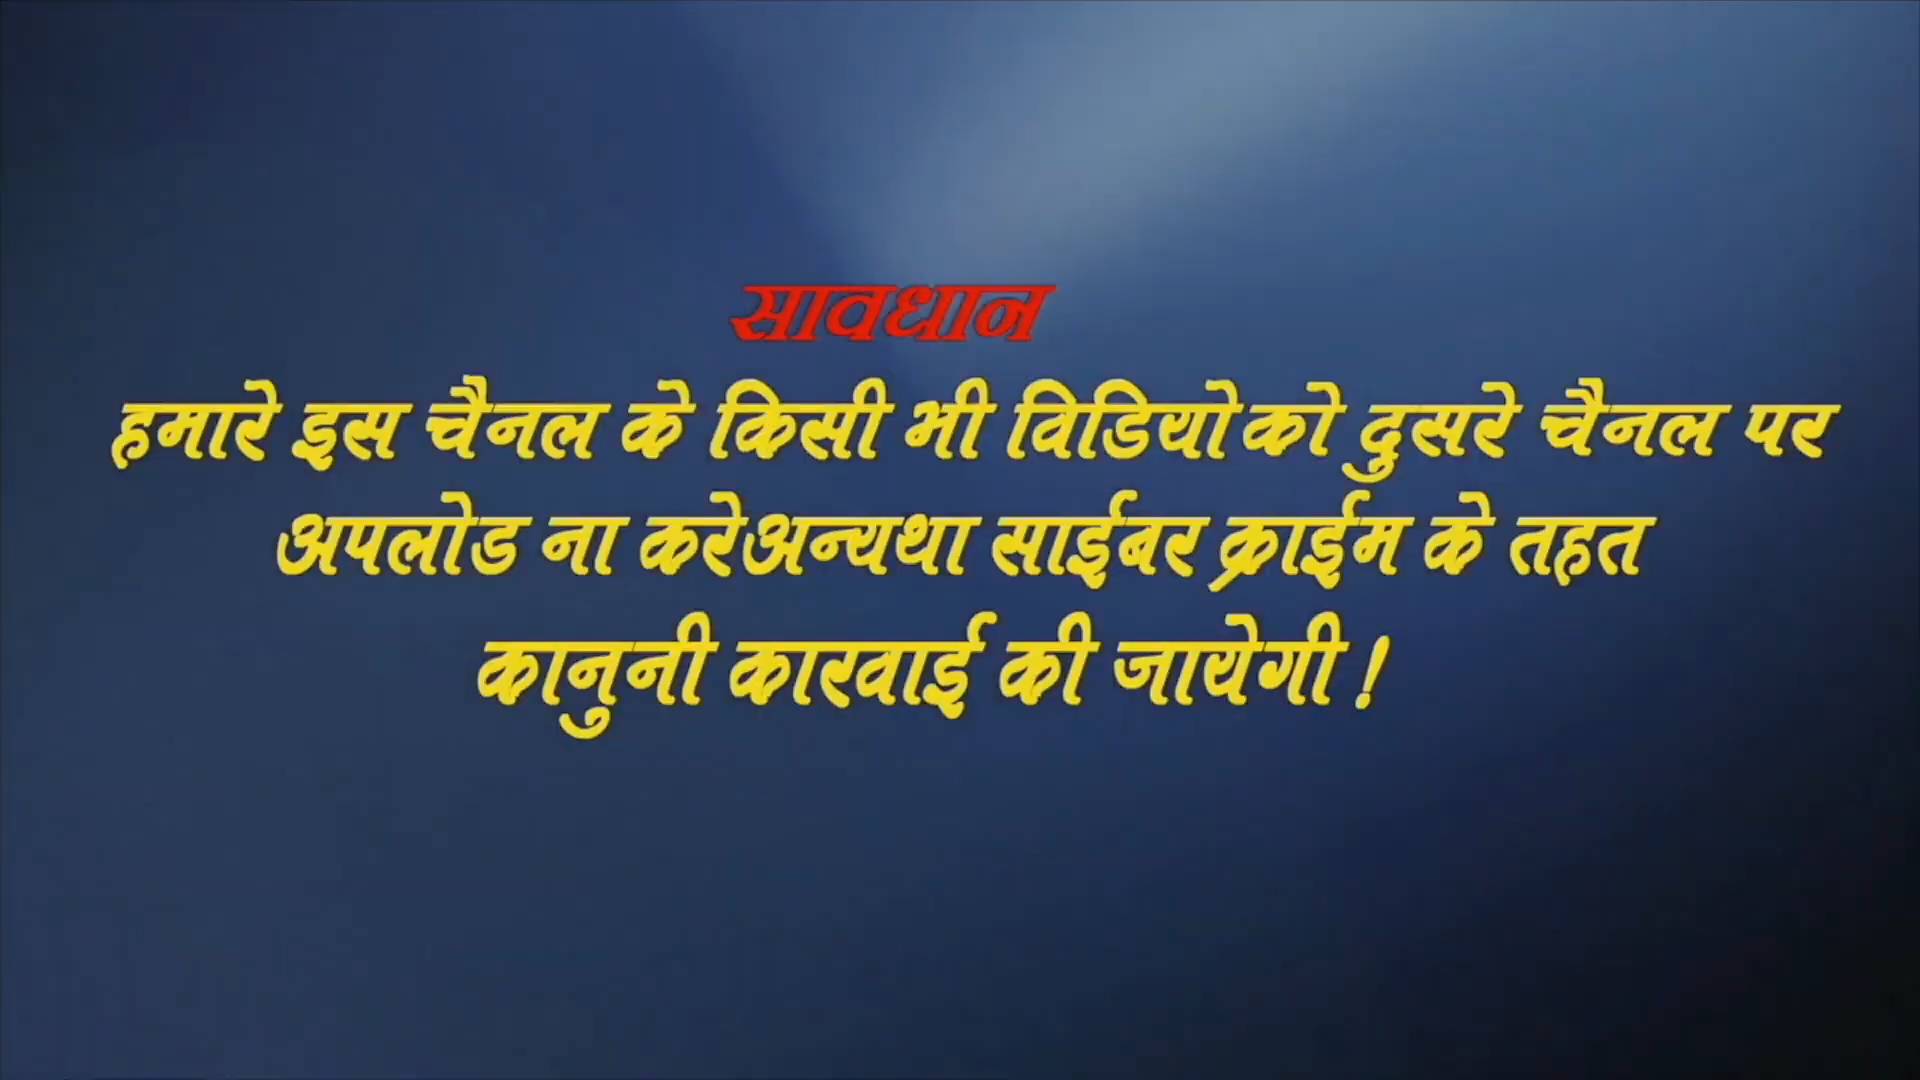 सावधान
हमारे इस चैनल के किसी भी विडियो को दुसरे चैनल पर
अपलोड ना करे अन्यथा साईबर क्राईम के तहत
कानुनी कारवाई की जायेगी !